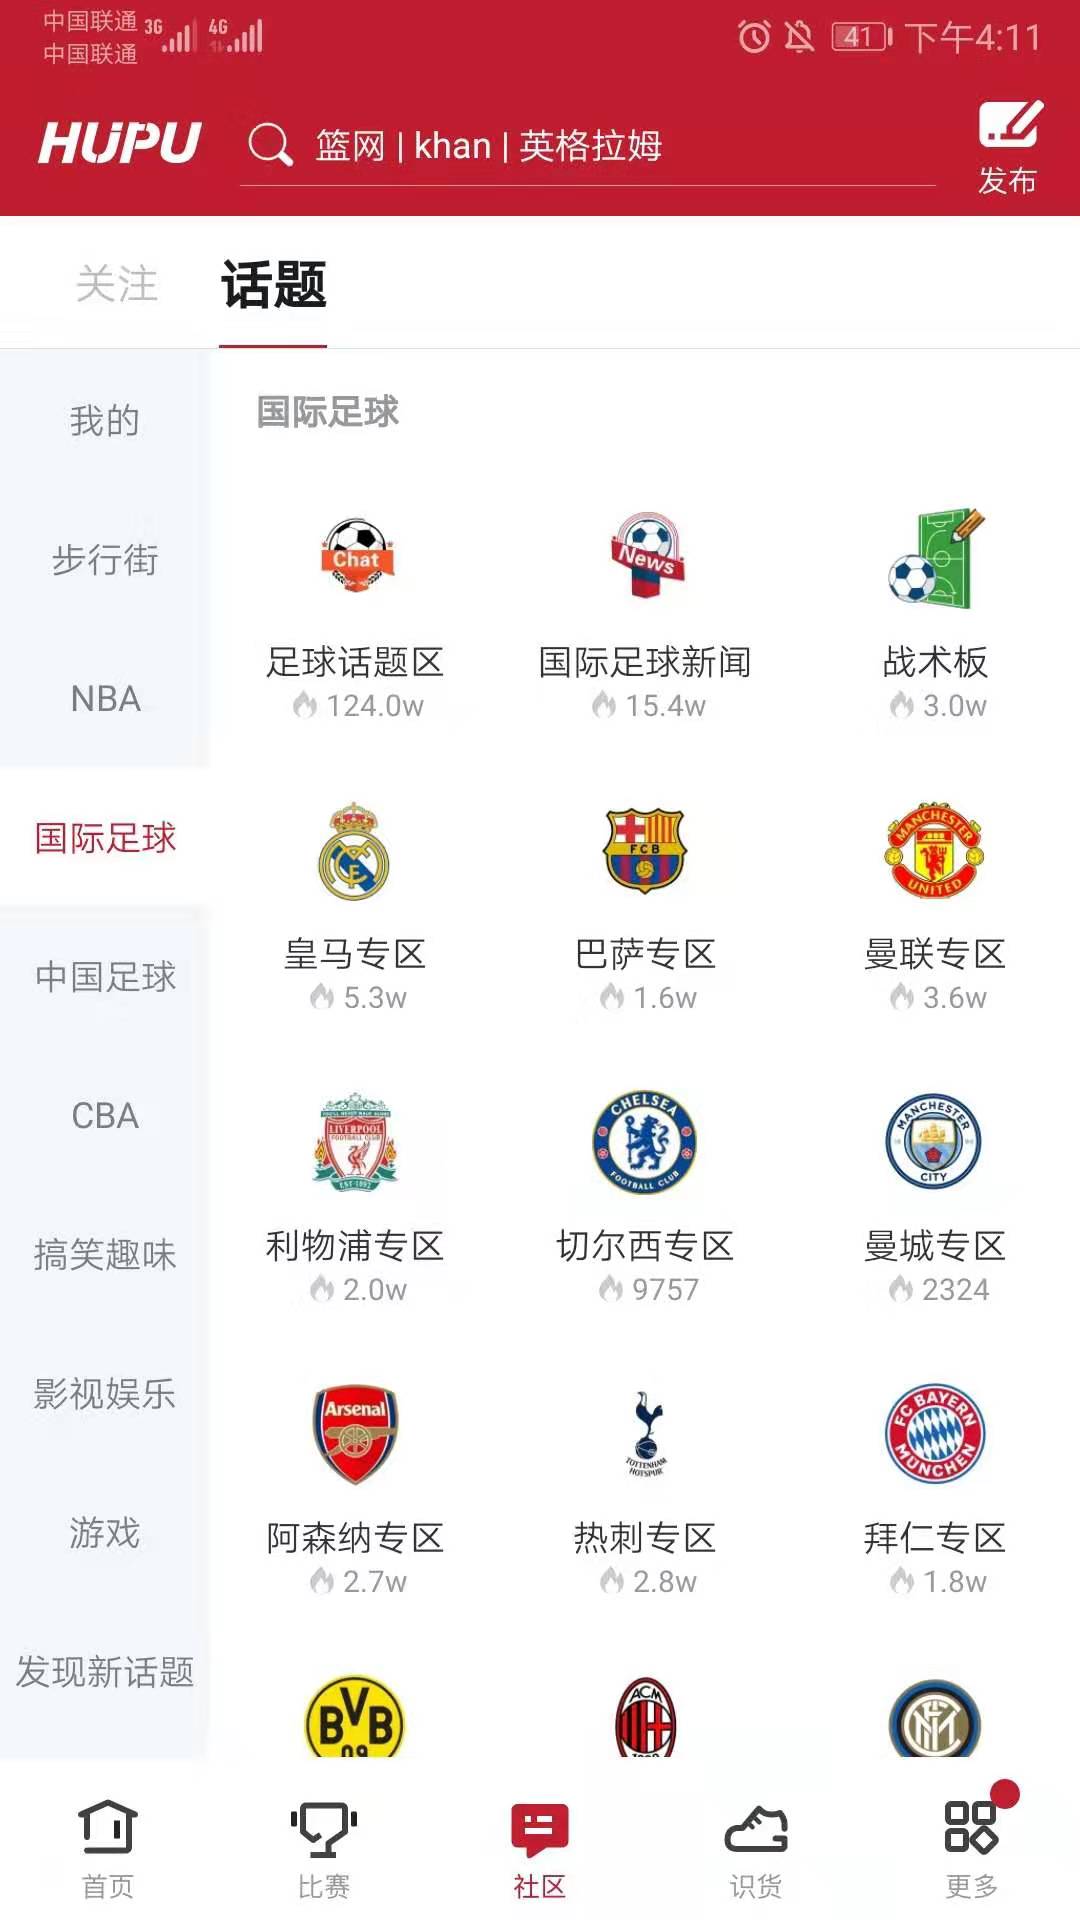 中国联通 3G 4G
中国联通
41 下午4:11
HUPU 篮网 | khan | 英格拉姆
发布
关注 话题
我的
步行街
NBA
国际足球
中国足球
CBA
搞笑趣味
影视娱乐
游戏
发现新话题
国际足球
Chat
News
足球话题区 国际足球新闻 战术板
124.0w 15.4w 3.0w
FCB
MANCHESTER UNITED
皇马专区 巴萨专区 曼联专区
5.3w 1.6w 3.6w
LIVERPOOL FOOTBALL CLUB EST·1892
CHELSEA FOOTBALL CLUB
MANCHESTER CITY
利物浦专区 切尔西专区 曼城专区
2.0w 9757 2324
Arsenal
TOTTENHAM HOTSPUR
FC BAYERN MÜNCHEN
阿森纳专区 热刺专区 拜仁专区
2.7w 2.8w 1.8w
BVB 09
ACM
首页 比赛 社区 识货 更多